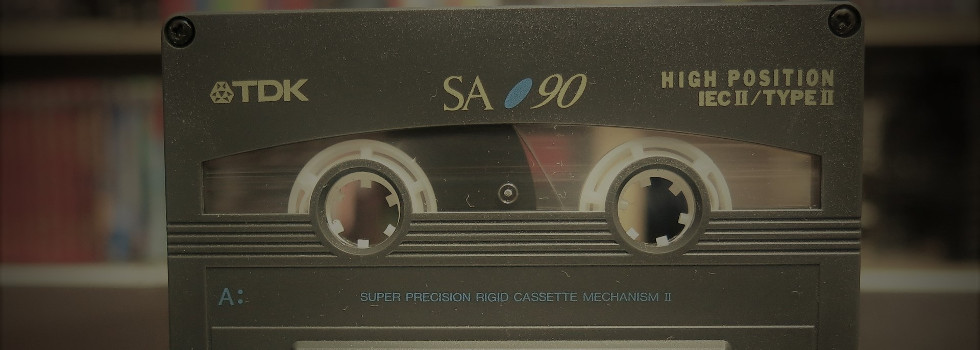 TDK
SA 90
HIGH POSITION
IEC II/TYPE II
A:
SUPER PRECISION RIGID CASSETTE MECHANISM II